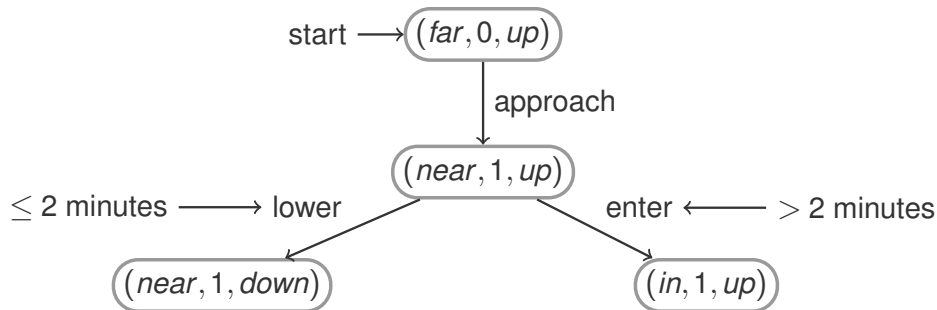 start (far, 0, up)
approach
(near, 1, up)
≤ 2 minutes lower enter > 2 minutes
(near, 1, down) (in, 1, up)